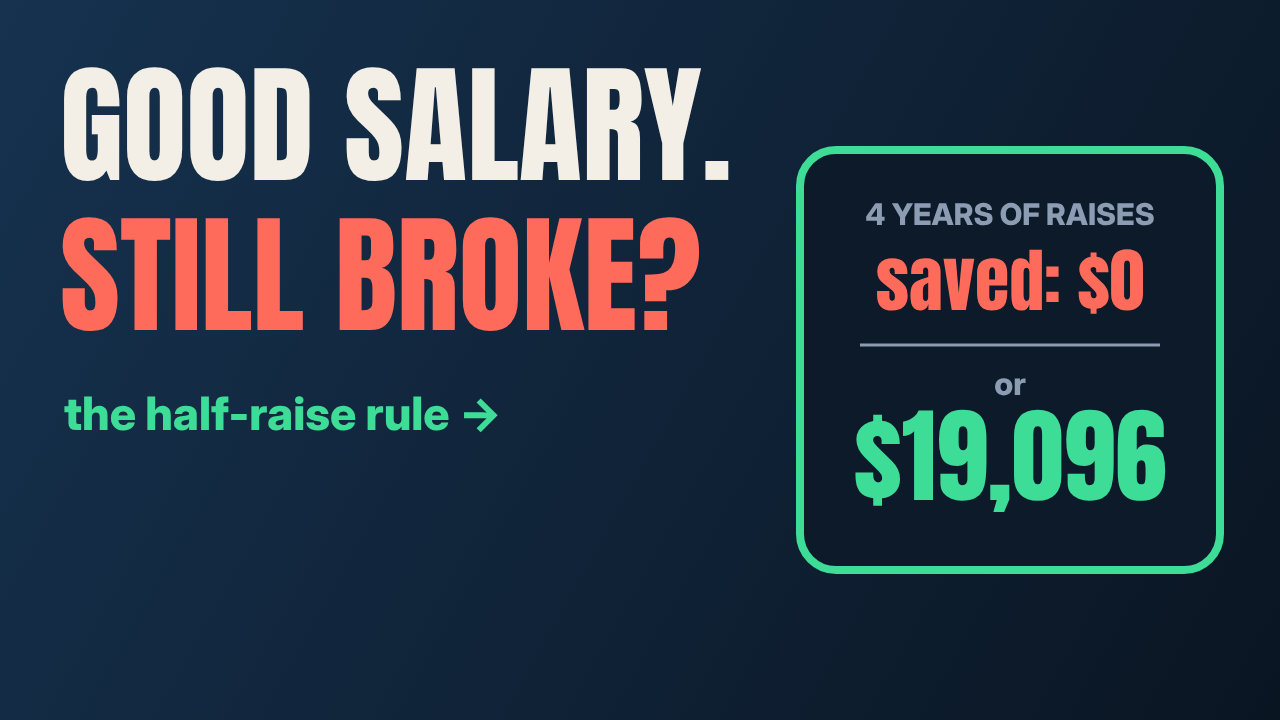 GOOD SALARY.
STILL BROKE?
the half-raise rule →
4 YEARS OF RAISES
saved: $0
or
$19,096